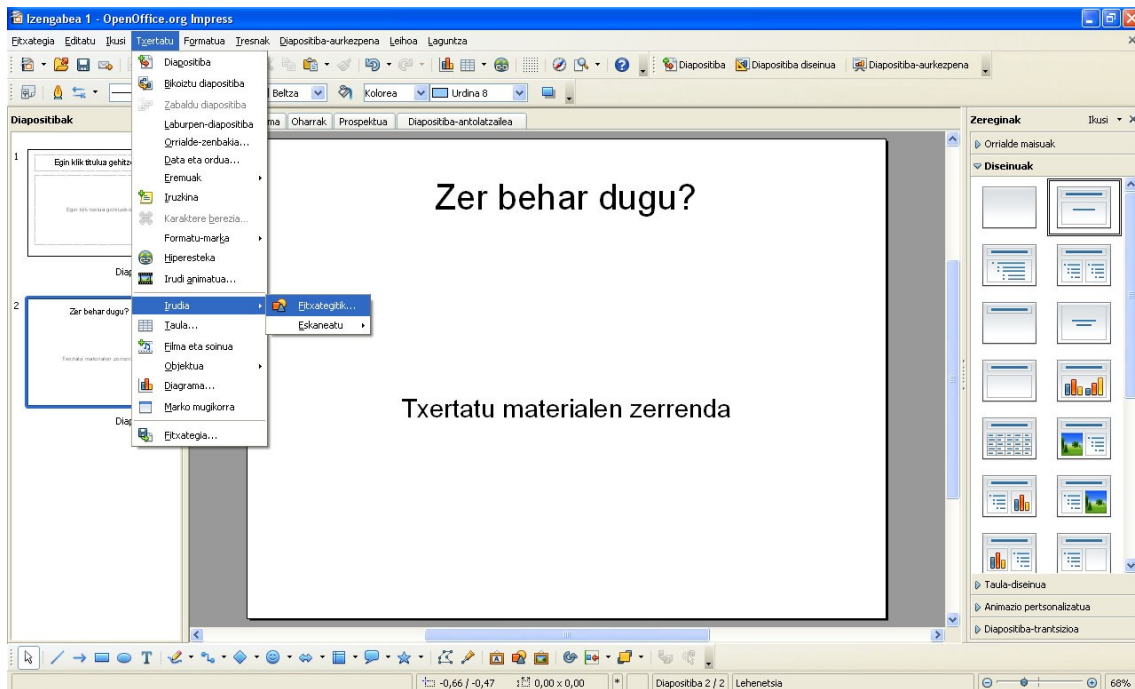 Izengabea 1 - OpenOffice.org Impress
Fitxategia Editatu Ikusi Txertatu Formatua Tresnak Diapositiba-aurkezpena Leihoa Laguntza
Diapositiba Diapositiba diseinua Diapositiba-aurkezpena
Beltza Kolorea Urdina 8
Diapositibak
Oharrak Prospektua Diapositiba-antolatzailea
Zereginak Ikusi
Diapositiba
Bikoiztu diapositiba
Zabaldu diapositiba
Laburpen-diapositiba
Orrialde-zenbakia...
Data eta ordua...
Eremuak
Iruzkina
Karaktere berezia...
Formatu-marka
Hiperesteka
Irudi animatua...
Irudia
Taula...
Filma eta soinua
Objektua
Diagrama...
Marko mugikorra
Fitxategia...
Fitxategitik...
Eskaneatu
1
Egin klik titulua
2
Zer behar dugu?
Zer behar dugu?
Txertatu materialen zerrenda
Orrialde maisuak
Diseinuak
Taula-diseinua
Animazio pertsonalizatua
Diapositiba-trantsizioa
-0,66 / -0,47 0,00 x 0,00 * Diapositiba 2 / 2 Lehenetsia 68%